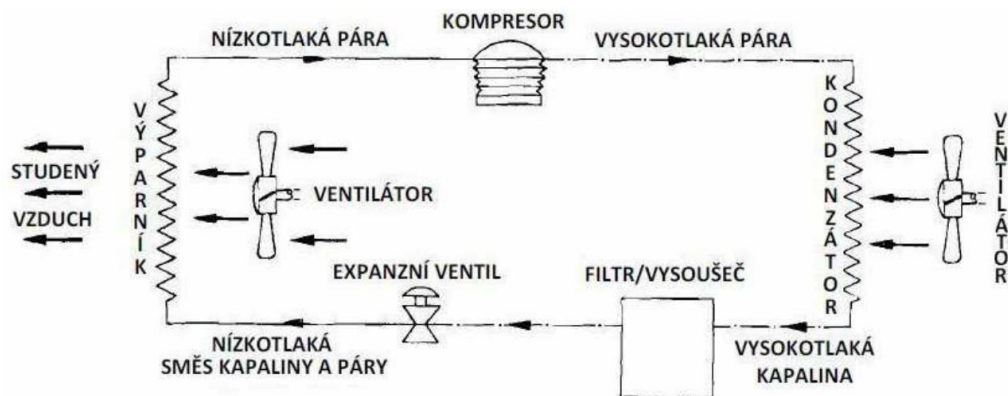 KOMPRESOR
NÍZKOTLAKÁ PÁRA
VYSOKOTLAKÁ PÁRA
VÝPARNÍK
KONDENZÁTOR
VENTILÁTOR
STUDENÝ
VZDUCH
VENTILÁTOR
EXPANZNÍ VENTIL
FILTR/VYSOUŠEČ
NÍZKOTLAKÁ
SMĚS KAPALINY A PÁRY
VYSOKOTLAKÁ
KAPALINA